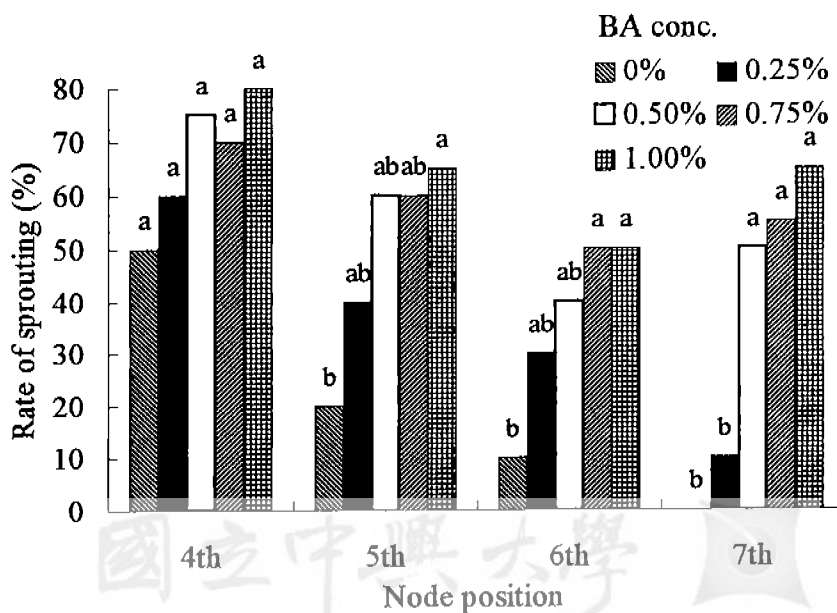 BA conc.
0% 0.25%
0.50% 0.75%
1.00%
Rate of sprouting (%)
80
70
60
50
40
30
20
10
0
a a a a a
b ab ab ab a
b ab ab a a
b b a a a
4th 5th 6th 7th
Node position
國立中興大學